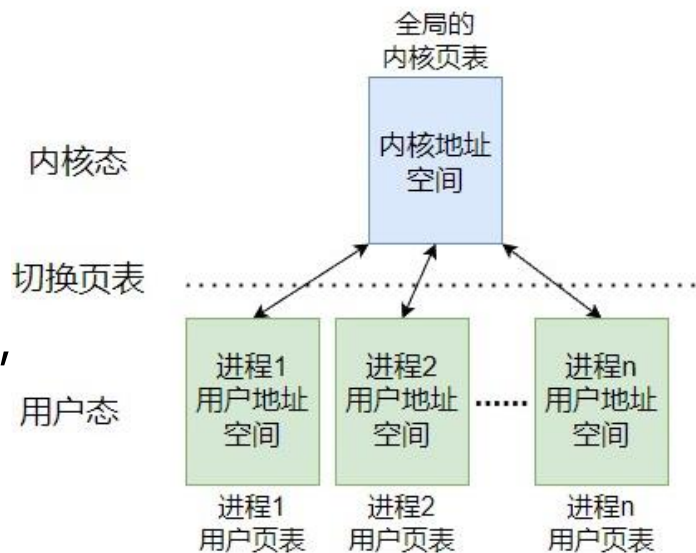 全局的
内核页表
内核态
内核地址
空间
切换页表
,
用户态
进程1
用户地址
空间
进程2
用户地址
空间
......
进程n
用户地址
空间
进程1
用户页表
进程2
用户页表
进程n
用户页表